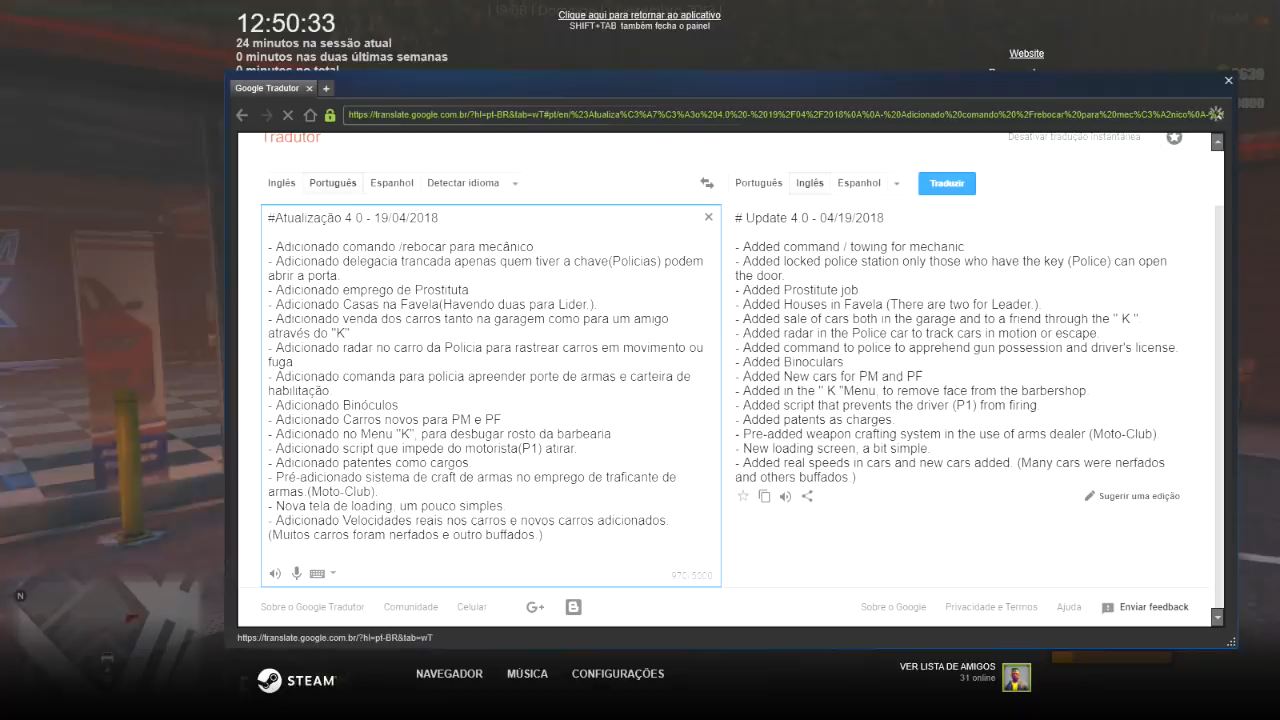 12:50:33
24 minutos na sessão atual
0 minutos nas duas últimas semanas
0 minutos no total
Clique aqui para retornar ao aplicativo
SHIFT+TAB também fecha o painel
Website
Google Tradutor × +
https://translate.google.com.br/?hl=pt-BR&tab=wT#pt/en/%23Atualiza%C3%A7%C3%A3o%204.0%20-%2019%2F04%2F2018%0A%0A-%20Adicionado%20comando%20%2Frebocar%20para%20mec%C3%A2nico%0A-
Tradutor
Desativar tradução instantânea
Inglês Português Espanhol Detectar idioma
Português Inglês Espanhol Traduzir
#Atualização 4.0 - 19/04/2018
- Adicionado comando /rebocar para mecânico
- Adicionado delegacia trancada apenas quem tiver a chave(Policias) podem
abrir a porta.
- Adicionado emprego de Prostituta
- Adicionado Casas na Favela(Havendo duas para Lider.).
- Adicionado venda dos carros tanto na garagem como para um amigo
através do "K"
- Adicionado radar no carro da Policia para rastrear carros em movimento ou
fuga
- Adicionado comanda para policia apreender porte de armas e carteira de
habilitação
- Adicionado Binóculos
- Adicionado Carros novos para PM e PF
- Adicionado no Menu "K", para desbugar rosto da barbearia
- Adicionado script que impede do motorista(P1) atirar.
- Adicionado patentes como cargos
- Pré-adicionado sistema de craft de armas no emprego de traficante de
armas.(Moto-Club).
- Nova tela de loading, um pouco simples.
- Adicionado Velocidades reais nos carros e novos carros adicionados.
(Muitos carros foram nerfados e outro buffados.)
970/5000
# Update 4.0 - 04/19/2018
- Added command / towing for mechanic
- Added locked police station only those who have the key (Police) can open
the door.
- Added Prostitute job
- Added Houses in Favela (There are two for Leader.).
- Added sale of cars both in the garage and to a friend through the " K ".
- Added radar in the Police car to track cars in motion or escape.
- Added command to police to apprehend gun possession and driver's license.
- Added Binoculars
- Added New cars for PM and PF
- Added in the " K "Menu, to remove face from the barbershop.
- Added script that prevents the driver (P1) from firing
- Added patents as charges.
- Pre-added weapon crafting system in the use of arms dealer (Moto-Club)
- New loading screen, a bit simple.
- Added real speeds in cars and new cars added. (Many cars were nerfados
and others buffados.)
Sugerir uma edição
Sobre o Google Tradutor Comunidade Celular G+
Sobre o Google Privacidade e Termos Ajuda Enviar feedback
https://translate.google.com.br/?hl=pt-BR&tab=wT
STEAM
NAVEGADOR MÚSICA CONFIGURAÇÕES
VER LISTA DE AMIGOS
31 online
N